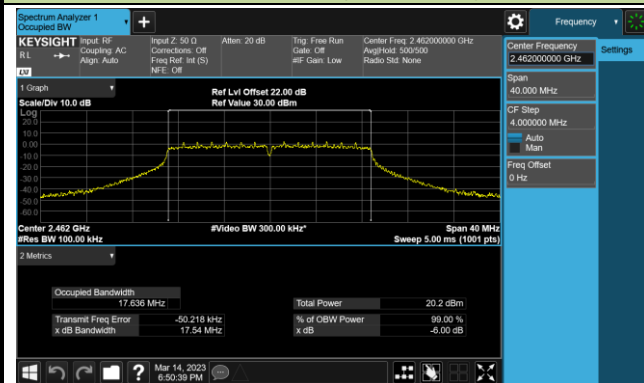 Spectrum Analyzer 1
Occupied BW
Frequency
KEYSIGHT
RL
LXI
Input: RF
Coupling: AC
Align: Auto
Input Z: 50 Ω
Corrections: Off
Freq Ref: Int (S)
NFE: Off
Atten: 20 dB
Trig: Free Run
Gate: Off
#IF Gain: Low
Center Freq: 2.462000000 GHz
Avg|Hold: 500/500
Radio Std: None
Center Frequency
2.462000000 GHz
Settings
Span
40.000 MHz
CF Step
4.000000 MHz
Auto
Man
Freq Offset
0 Hz
1 Graph
Scale/Div 10.0 dB
Ref Lvl Offset 22.00 dB
Ref Value 30.00 dBm
Log
20.0
10.0
0.00
-10.0
-20.0
-30.0
-40.0
-50.0
-60.0
Center 2.462 GHz
#Res BW 100.00 kHz
#Video BW 300.00 kHz*
Span 40 MHz
Sweep 5.00 ms (1001 pts)
2 Metrics
Occupied Bandwidth
17.636 MHz
Total Power 20.2 dBm
Transmit Freq Error -50.218 kHz
% of OBW Power 99.00 %
x dB Bandwidth 17.54 MHz
x dB -6.00 dB
?
Mar 14, 2023
6:50:39 PM